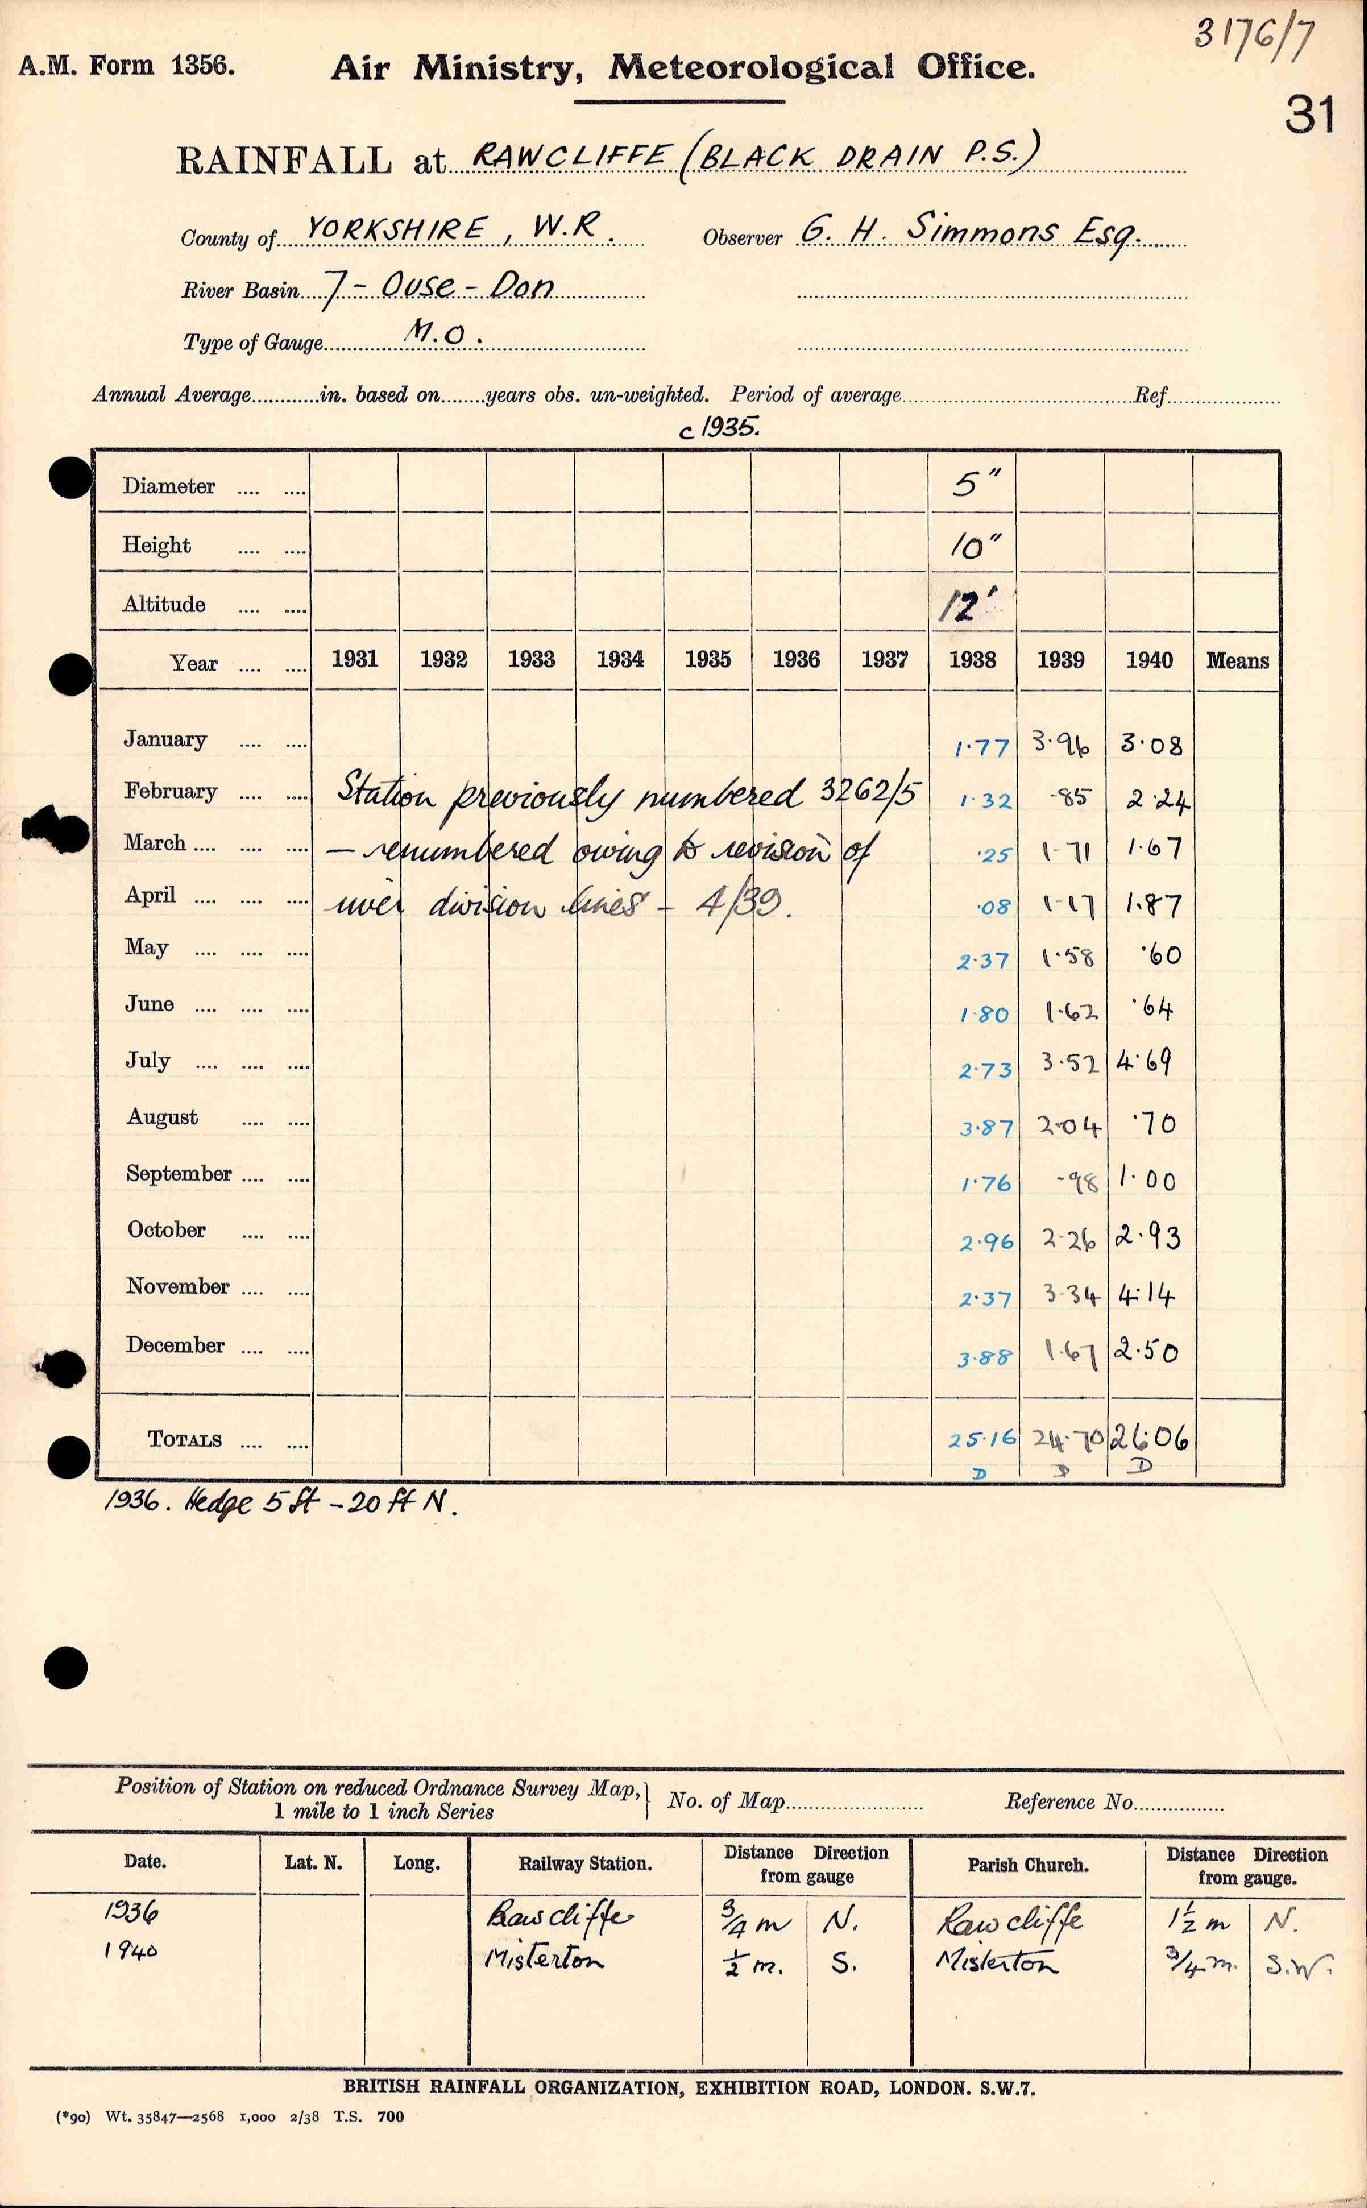 3176/7
A.M. Form 1356. Air Ministry, Meteorological Office.
31
RAINFALL at RAWCLIFFE (BLACK DRAIN P.S.)
County of YORKSHIRE, W.R. Observer G. H. Simmons Esq.
River Basin 7 - Ouse - Don
Type of Gauge M.O.
Annual Average in. based on years obs. un-weighted. Period of average Ref.
c 1935.
Diameter 5"
Height 10"
Altitude 12'
Year 1931 1932 1933 1934 1935 1936 1937 1938 1939 1940 Means
January 1.77 3.96 3.08
February Station previously numbered 3262/5 1.32 .85 2.24
March — renumbered owing to revision of .25 1.71 1.67
April river division lines - 4/39. .08 1.17 1.87
May 2.37 1.58 .60
June 1.80 1.62 .64
July 2.73 3.52 4.69
August 3.87 2.04 .70
September 1.76 .98 1.00
October 2.96 2.26 2.93
November 2.37 3.34 4.14
December 3.88 1.67 2.50
TOTALS 25.16 24.70 26.06
D D D
1936. Hedge 5 ft - 20 ft N.
Position of Station on reduced Ordnance Survey Map, No. of Map Reference No.
1 mile to 1 inch Series
Date. Lat. N. Long. Railway Station. Distance Direction from gauge Parish Church. Distance Direction from gauge.
1936 Rawcliffe 3/4 m N. Rawcliffe 1 1/2 m N.
1940 Misterton 1/2 m. S. Misterton 3/4 m. S.W.
BRITISH RAINFALL ORGANIZATION, EXHIBITION ROAD, LONDON. S.W.7.
(*90) Wt. 35847—2568 1,000 2/38 T.S. 700